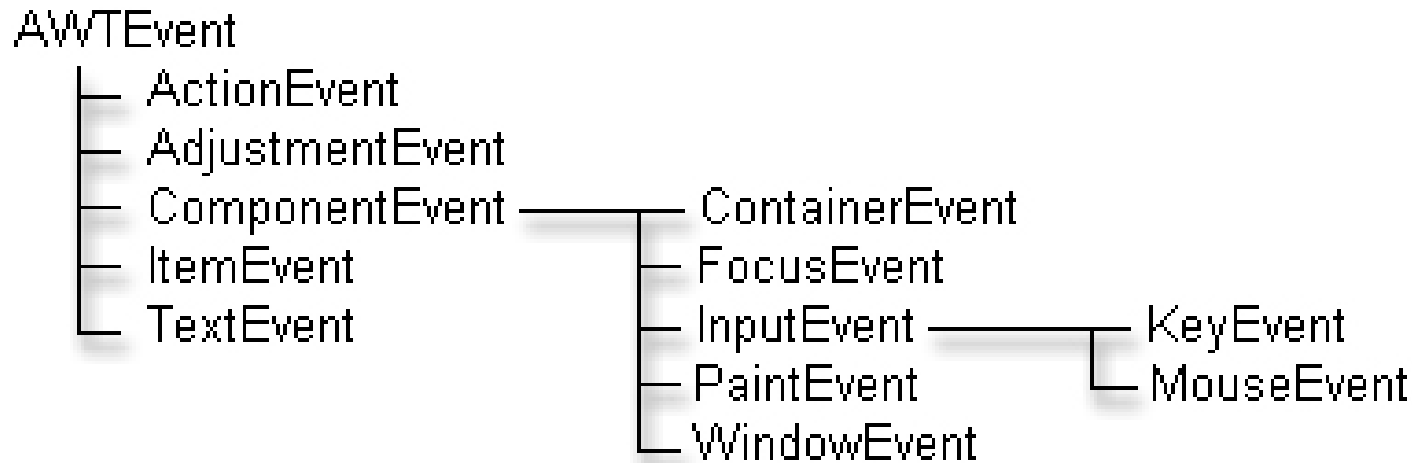 AWTEvent
ActionEvent
AdjustmentEvent
ComponentEvent ContainerEvent
ItemEvent FocusEvent
TextEvent InputEvent KeyEvent
PaintEvent MouseEvent
WindowEvent